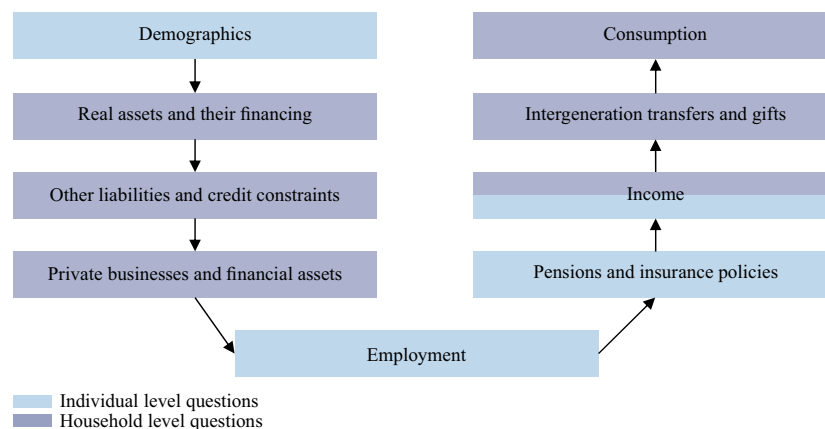 Demographics
Real assets and their financing
Other liabilities and credit constraints
Private businesses and financial assets
Employment
Pensions and insurance policies
Income
Intergeneration transfers and gifts
Consumption
Individual level questions
Household level questions